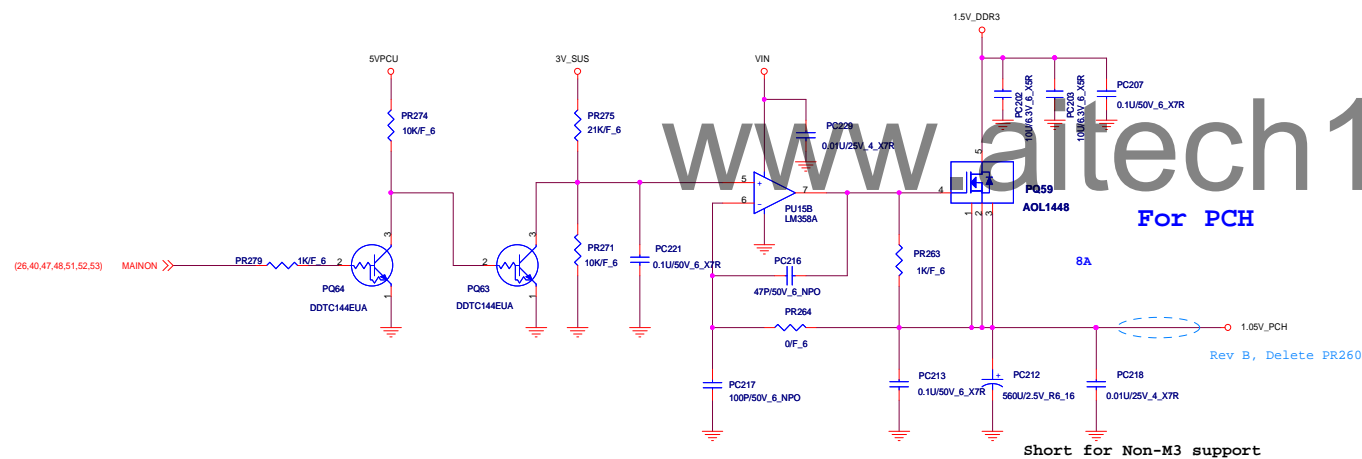 1.5V_DDR3
5VPCU
3V_SUS
VIN
PR274
10K/F_6
PR275
21K/F_6
PC229
0.01U/25V_4_X7R
PC202
10U/6.3V_6_X5R
PC203
10U/6.3V_6_X5R
PC207
0.1U/50V_6_X7R
www.aitech1
5
6
7
+
-
PU15B
LM358A
5
4
1
2
3
PQ59
AOL1448
For PCH
8A
(26,40,47,48,51,52,53)
MAINON
PR279
1K/F_6
2
3
1
PQ64
DDTC144EUA
2
3
1
PQ63
DDTC144EUA
PR271
10K/F_6
PC221
0.1U/50V_6_X7R
PC216
47P/50V_6_NPO
PR263
1K/F_6
PR264
0/F_6
1.05V_PCH
Rev B, Delete PR260
PC217
100P/50V_6_NPO
PC213
0.1U/50V_6_X7R
+
PC212
560U/2.5V_R6_16
PC218
0.01U/25V_4_X7R
Short for Non-M3 support